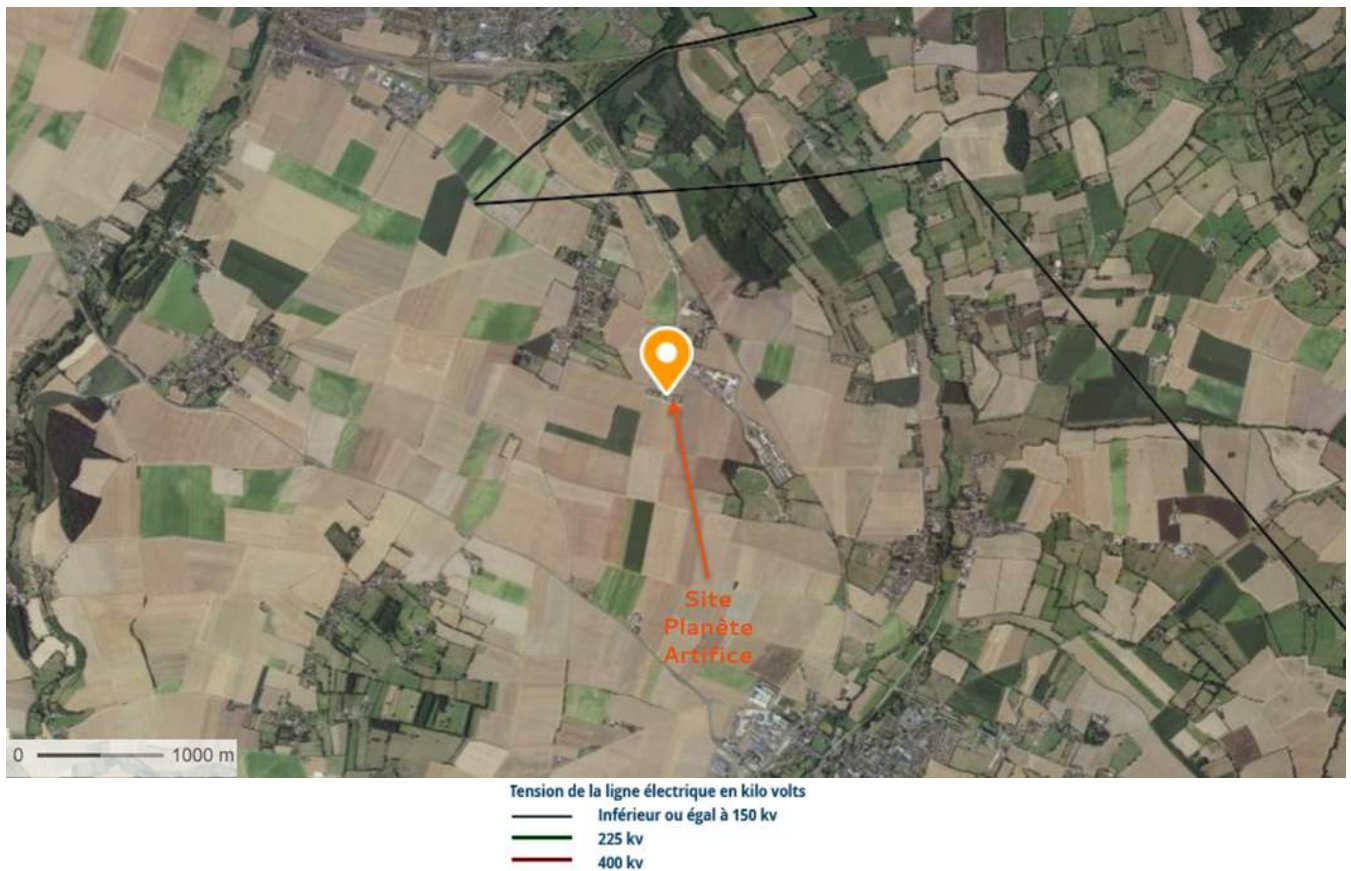 Site
Planète
Artifice
0 1000 m
Tension de la ligne électrique en kilo volts
Inférieur ou égal à 150 kv
225 kv
400 kv